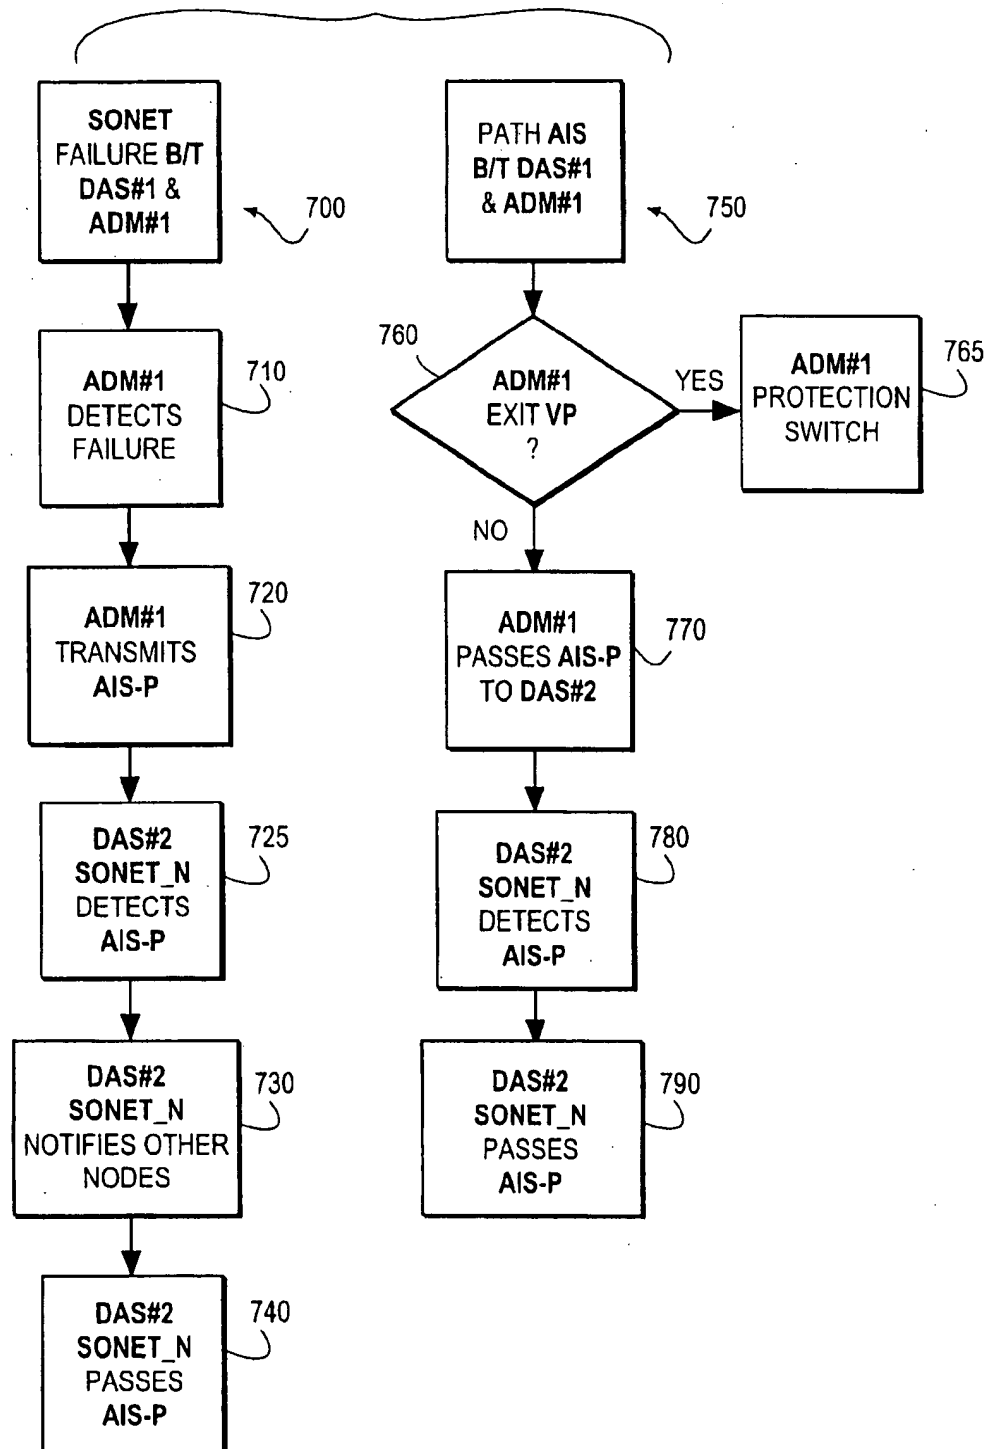 SONET
FAILURE B/T
DAS#1 &
ADM#1
700
ADM#1
DETECTS
FAILURE
710
ADM#1
TRANSMITS
AIS-P
720
DAS#2
SONET_N
DETECTS
AIS-P
725
DAS#2
SONET_N
NOTIFIES OTHER
NODES
730
DAS#2
SONET_N
PASSES
AIS-P
740
PATH AIS
B/T DAS#1
& ADM#1
750
760
ADM#1
EXIT VP
?
YES
ADM#1
PROTECTION
SWITCH
765
NO
ADM#1
PASSES AIS-P
TO DAS#2
770
DAS#2
SONET_N
DETECTS
AIS-P
780
DAS#2
SONET_N
PASSES
AIS-P
790